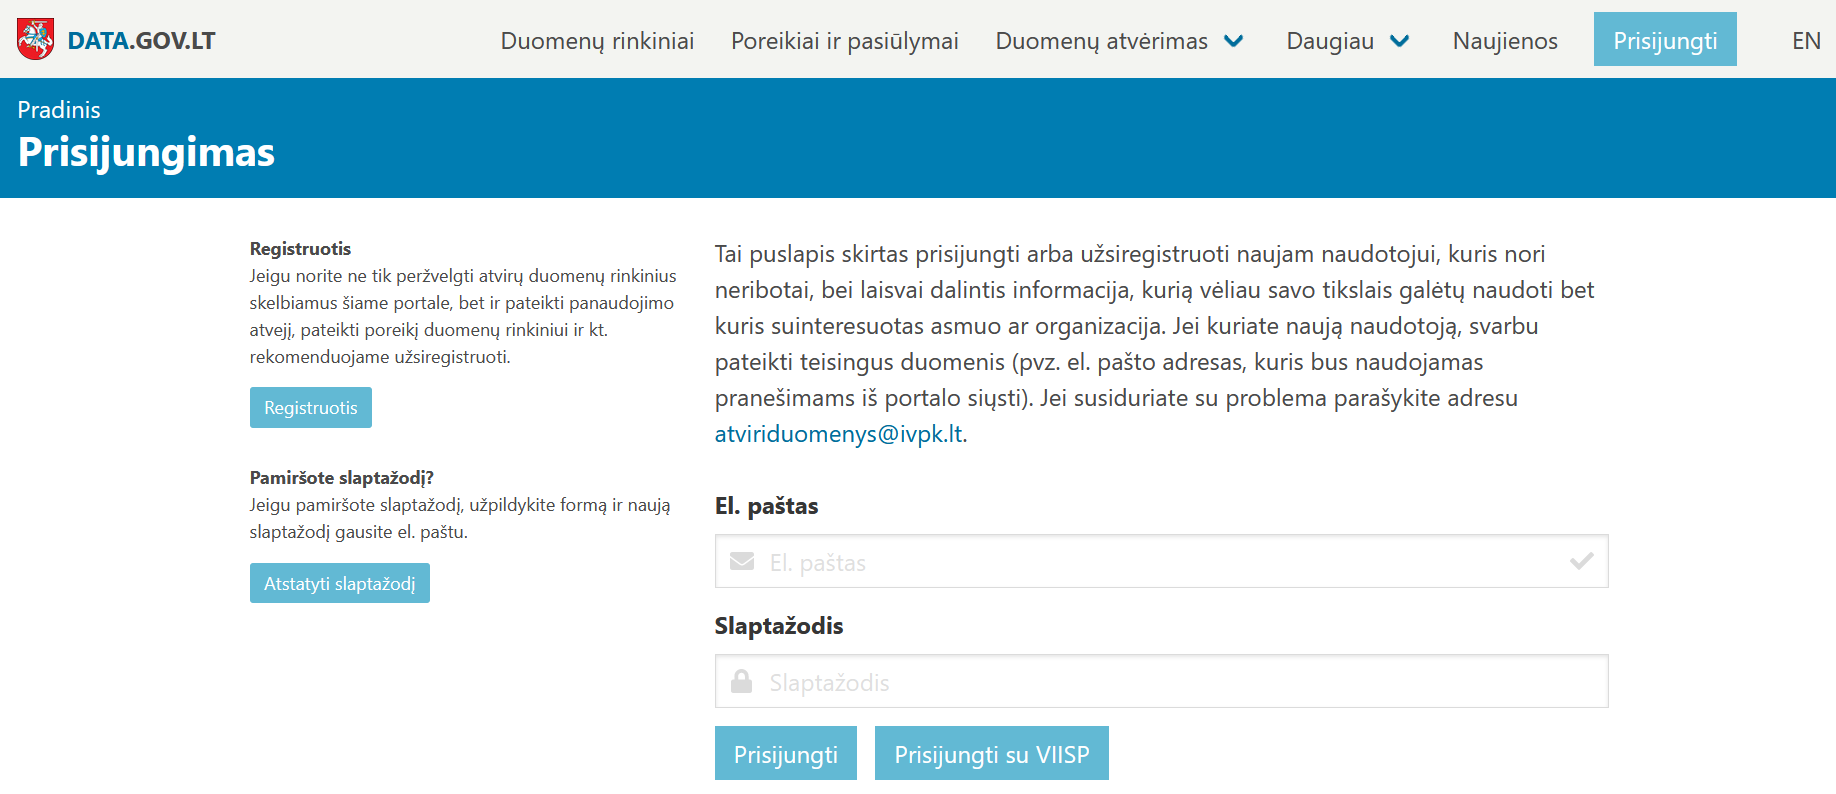 DATA.GOV.LT
Duomenų rinkiniai
Poreikiai ir pasiūlymai
Duomenų atvėrimas
Daugiau
Naujienos
Prisijungti
EN
Pradinis
Prisijungimas
Registruotis
Jeigu norite ne tik peržvelgti atvirų duomenų rinkinius
skelbiamus šiame portale, bet ir pateikti panaudojimo
atvejį, pateikti poreikį duomenų rinkiniui ir kt.
rekomenduojame užsiregistruoti.
Registruotis
Pamiršote slaptažodį?
Jeigu pamiršote slaptažodį, užpildykite formą ir naują
slaptažodį gausite el. paštu.
Atstatyti slaptažodį
Tai puslapis skirtas prisijungti arba užsiregistruoti naujam naudotojui, kuris nori
neribotai, bei laisvai dalintis informacija, kurią vėliau savo tikslais galėtų naudoti bet
kuris suinteresuotas asmuo ar organizacija. Jei kuriate naują naudotoją, svarbu
pateikti teisingus duomenis (pvz. el. pašto adresas, kuris bus naudojamas
pranešimams iš portalo siųsti). Jei susiduriate su problema parašykite adresu
atviriduomenys@ivpk.lt.
El. paštas
El. paštas
Slaptažodis
Slaptažodis
Prisijungti
Prisijungti su VIISP